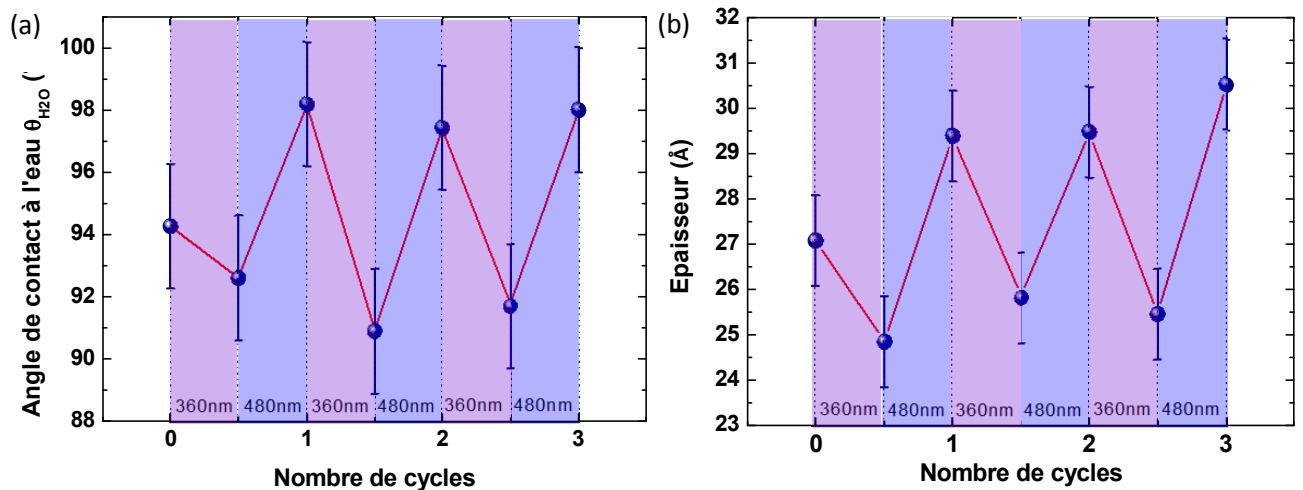 (a)
Angle de contact à l'eau θH2O (
100
98
96
94
92
90
88
360nm 480nm 360nm 480nm 360nm 480nm
0 1 2 3
Nombre de cycles
(b)
Epaisseur (Å)
32
31
30
29
28
27
26
25
24
23
360nm 480nm 360nm 480nm 360nm 480nm
0 1 2 3
Nombre de cycles